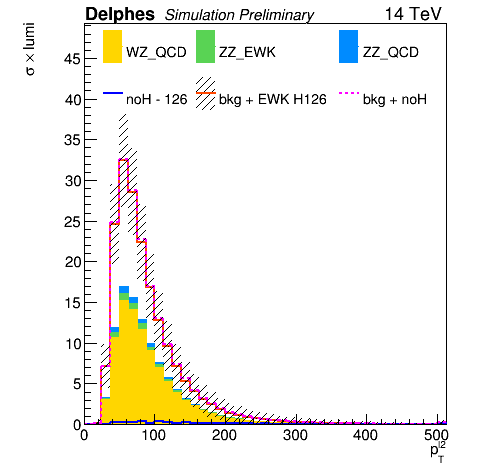 Delphes Simulation Preliminary 14 TeV
σ × lumi
WZ_QCD ZZ_EWK ZZ_QCD
noH - 126 bkg + EWK H126 bkg + noH
45
40
35
30
25
20
15
10
5
0
0 100 200 300 400 500
p_T^l2